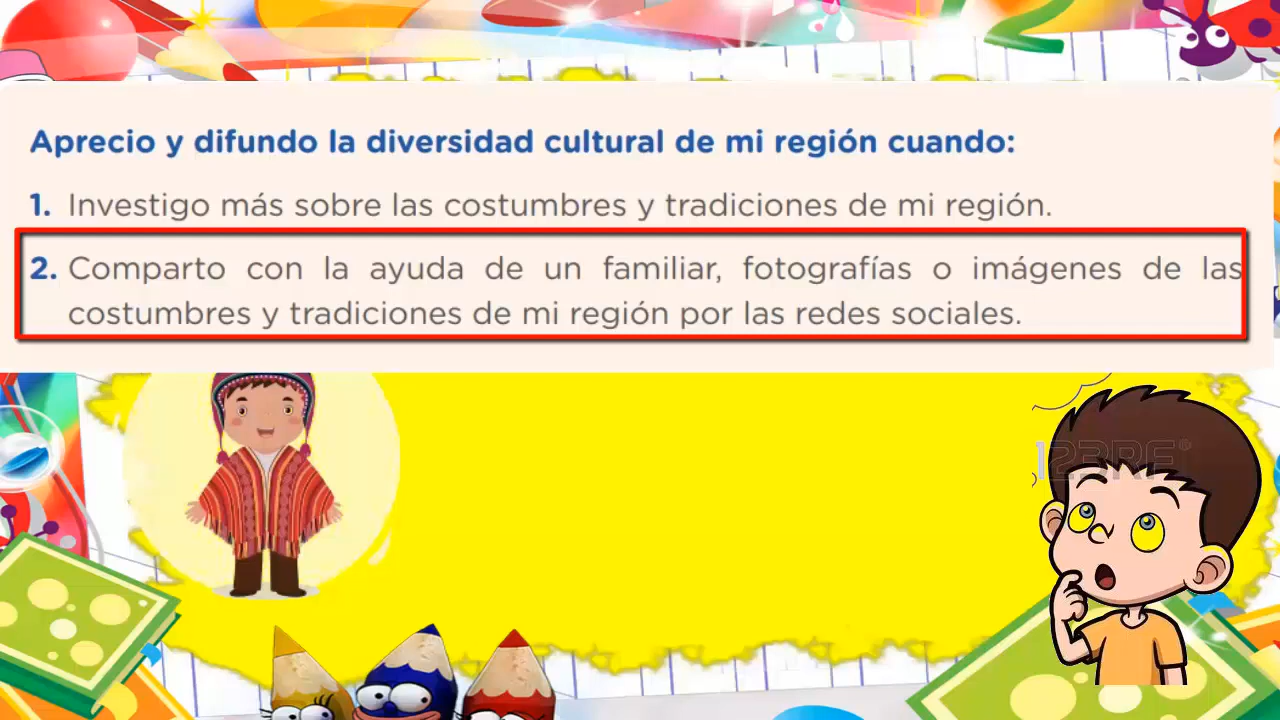 Aprecio y difundo la diversidad cultural de mi región cuando:
1. Investigo más sobre las costumbres y tradiciones de mi región.
2. Comparto con la ayuda de un familiar, fotografías o imágenes de las
costumbres y tradiciones de mi región por las redes sociales.
123RF®